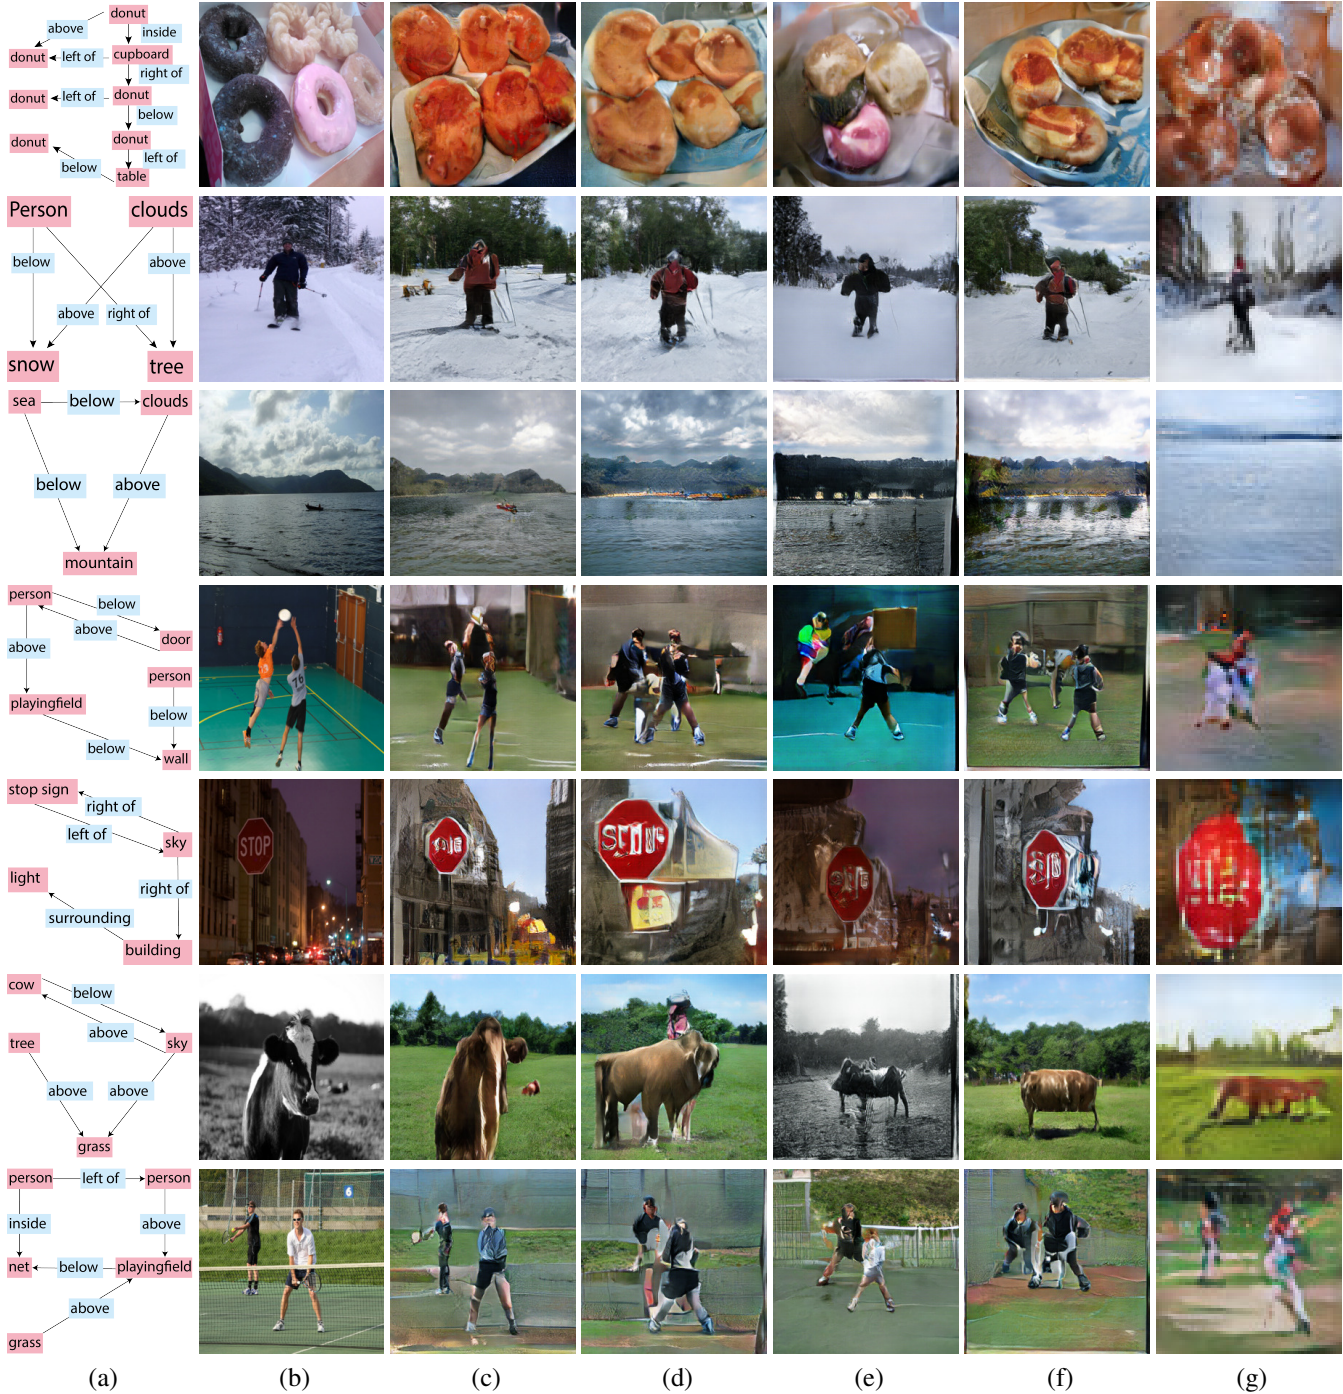 donut
above
inside
donut
left of
cupboard
right of
donut
left of
donut
below
donut
donut
left of
below
table
Person
clouds
below
above
above
right of
snow
tree
sea
below
clouds
below
above
mountain
person
below
above
door
above
person
playingfield
below
below
wall
76
stop sign
right of
left of
sky
light
right of
surrounding
building
STOP
cow
below
above
tree
sky
above
above
grass
person
left of
person
inside
above
net
below
playingfield
above
grass
6
(a)
(b)
(c)
(d)
(e)
(f)
(g)